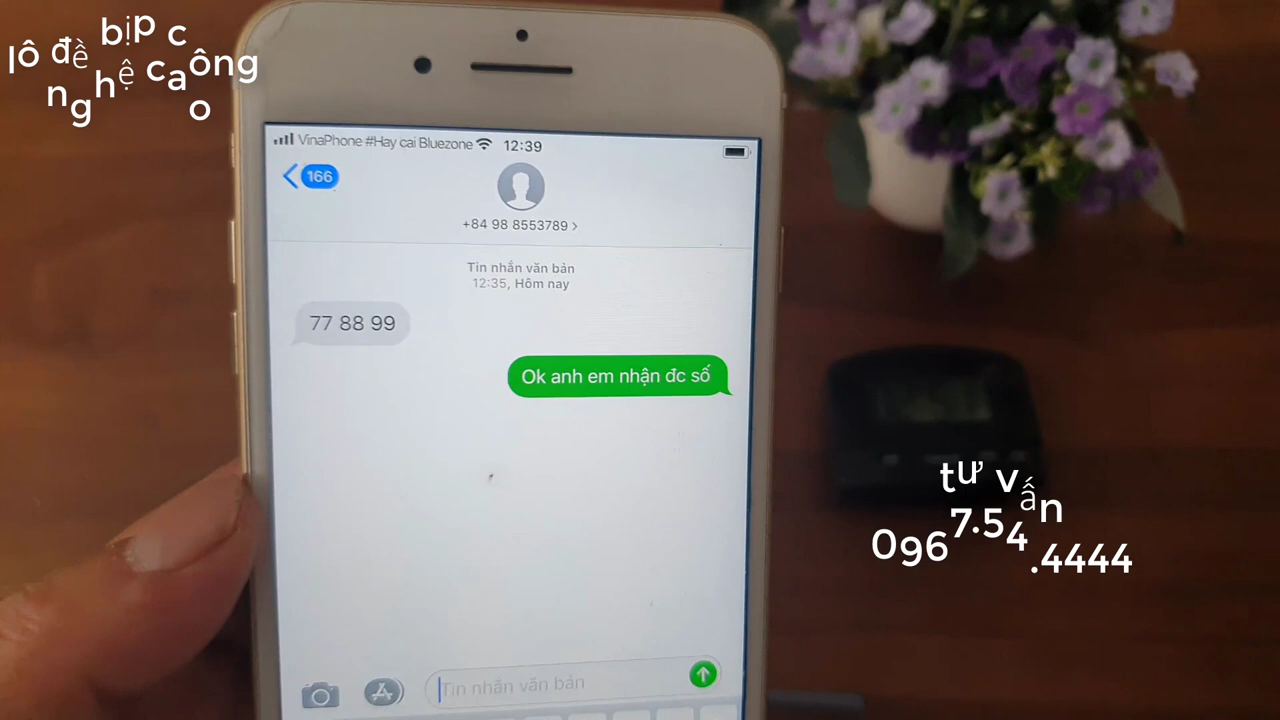 lô đề bịp công
nghệ cao
VinaPhone #Hay cai Bluezone 12:39
166
+84 98 8553789 >
Tin nhắn văn bản
12:35, Hôm nay
77 88 99
Ok anh em nhận đc số
tư vấn
0967.54.4444
Tin nhắn văn bản